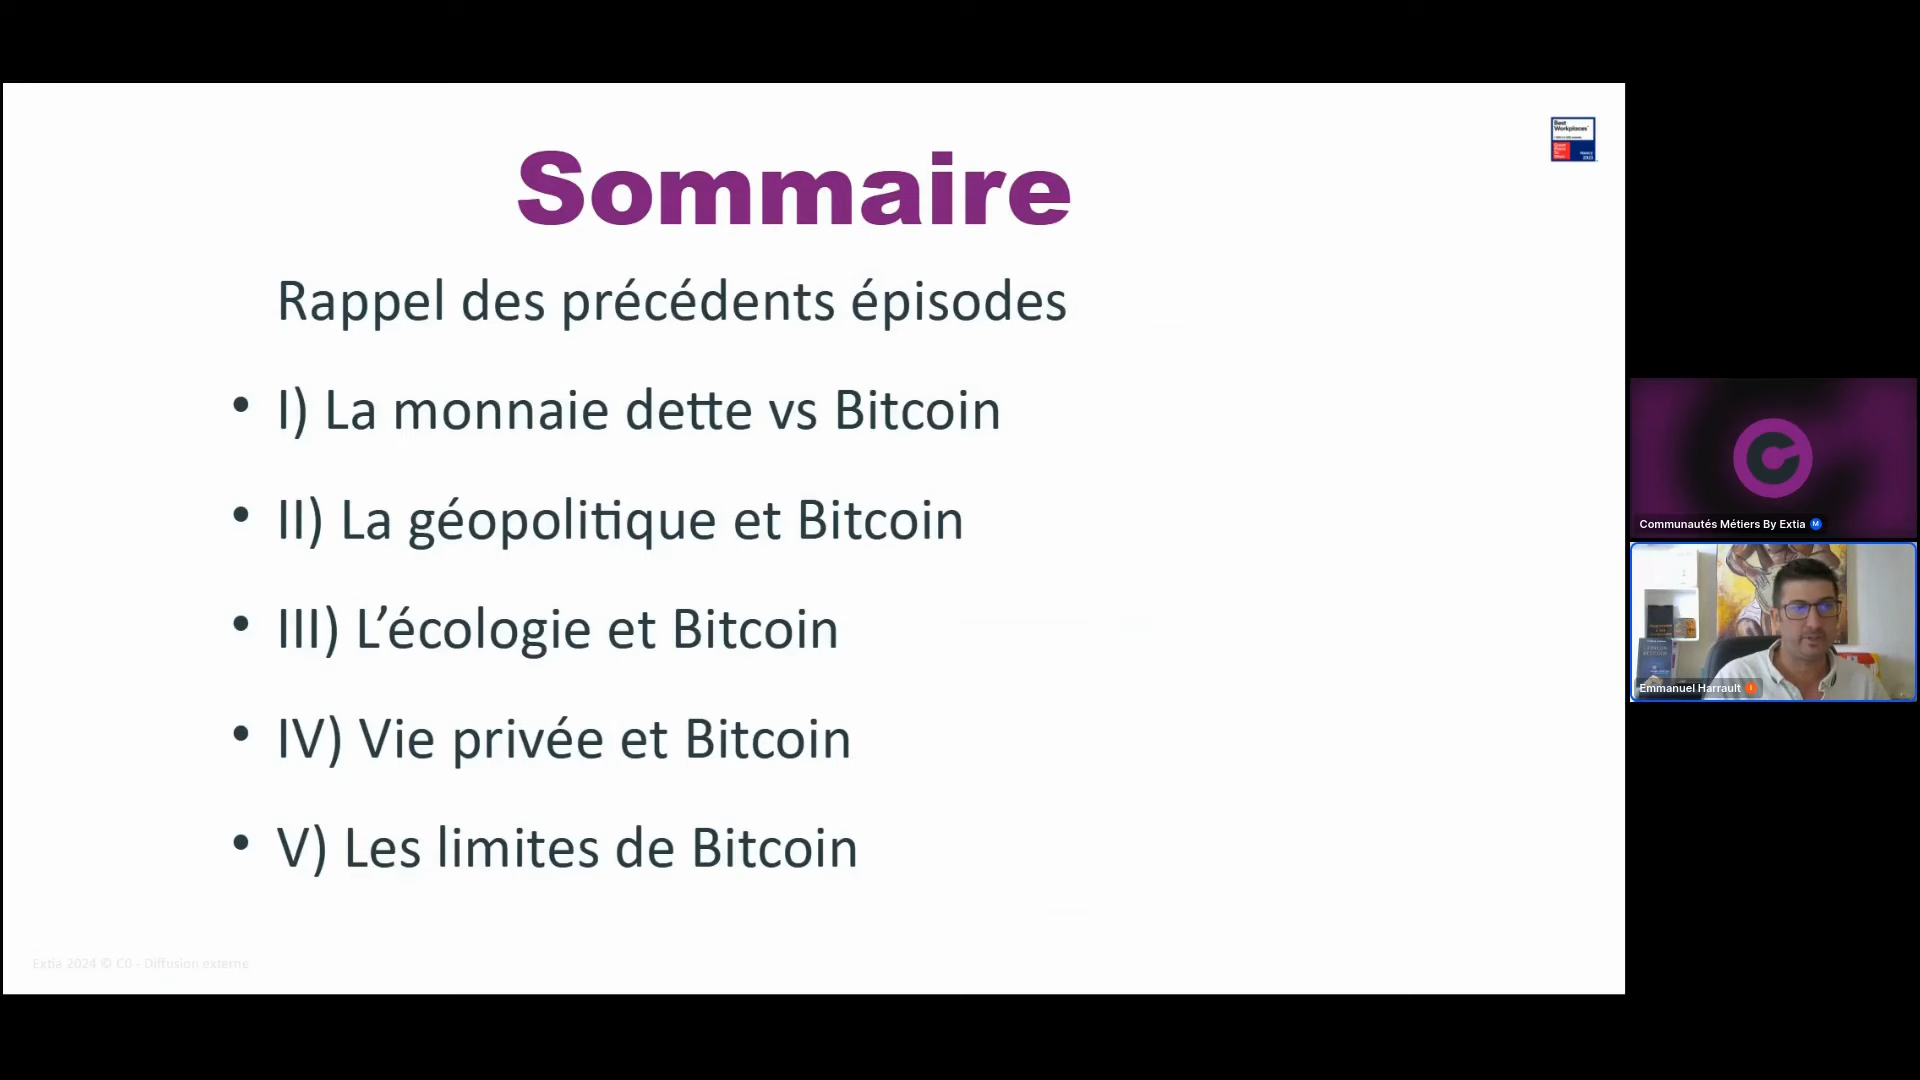 Sommaire
Rappel des précédents épisodes
• I) La monnaie dette vs Bitcoin
• II) La géopolitique et Bitcoin
• III) L’écologie et Bitcoin
• IV) Vie privée et Bitcoin
• V) Les limites de Bitcoin
Extia 2024 © C0 - Diffusion externe
Best
Workplaces
Communautés Métiers By Extia
Emmanuel Harrault